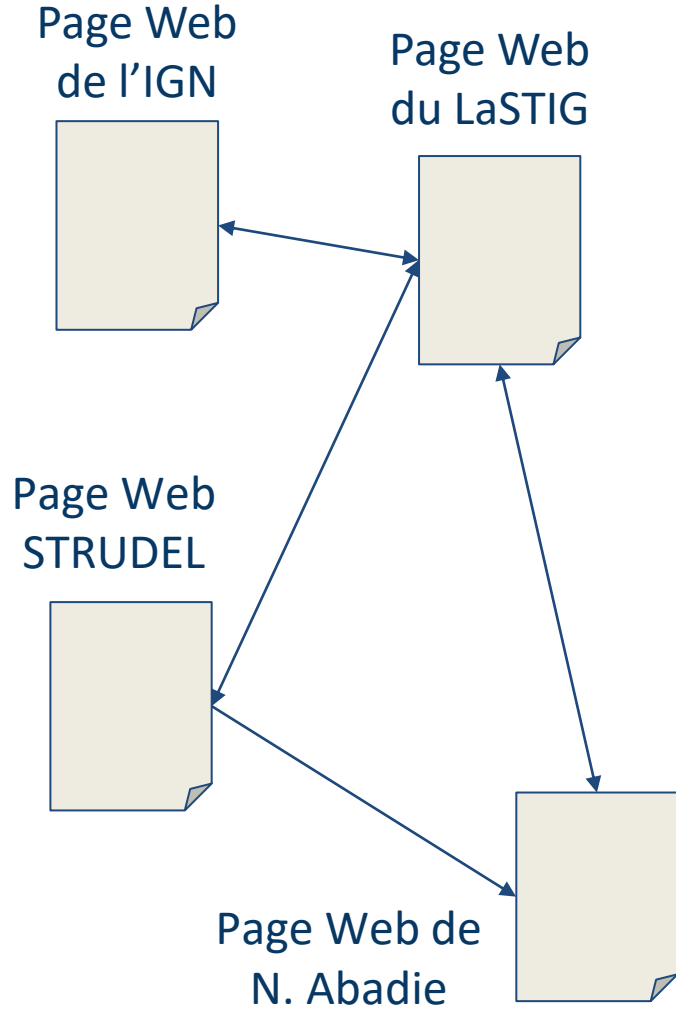 Page Web
de l’IGN
Page Web
du LaSTIG
Page Web
STRUDEL
Page Web de
N. Abadie